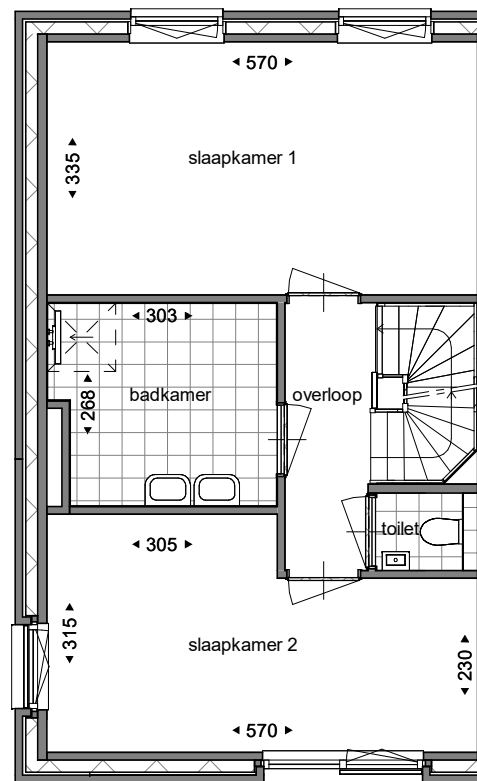 570
slaapkamer 1
335
303
268
badkamer
overloop
toilet
305
315
slaapkamer 2
230
570